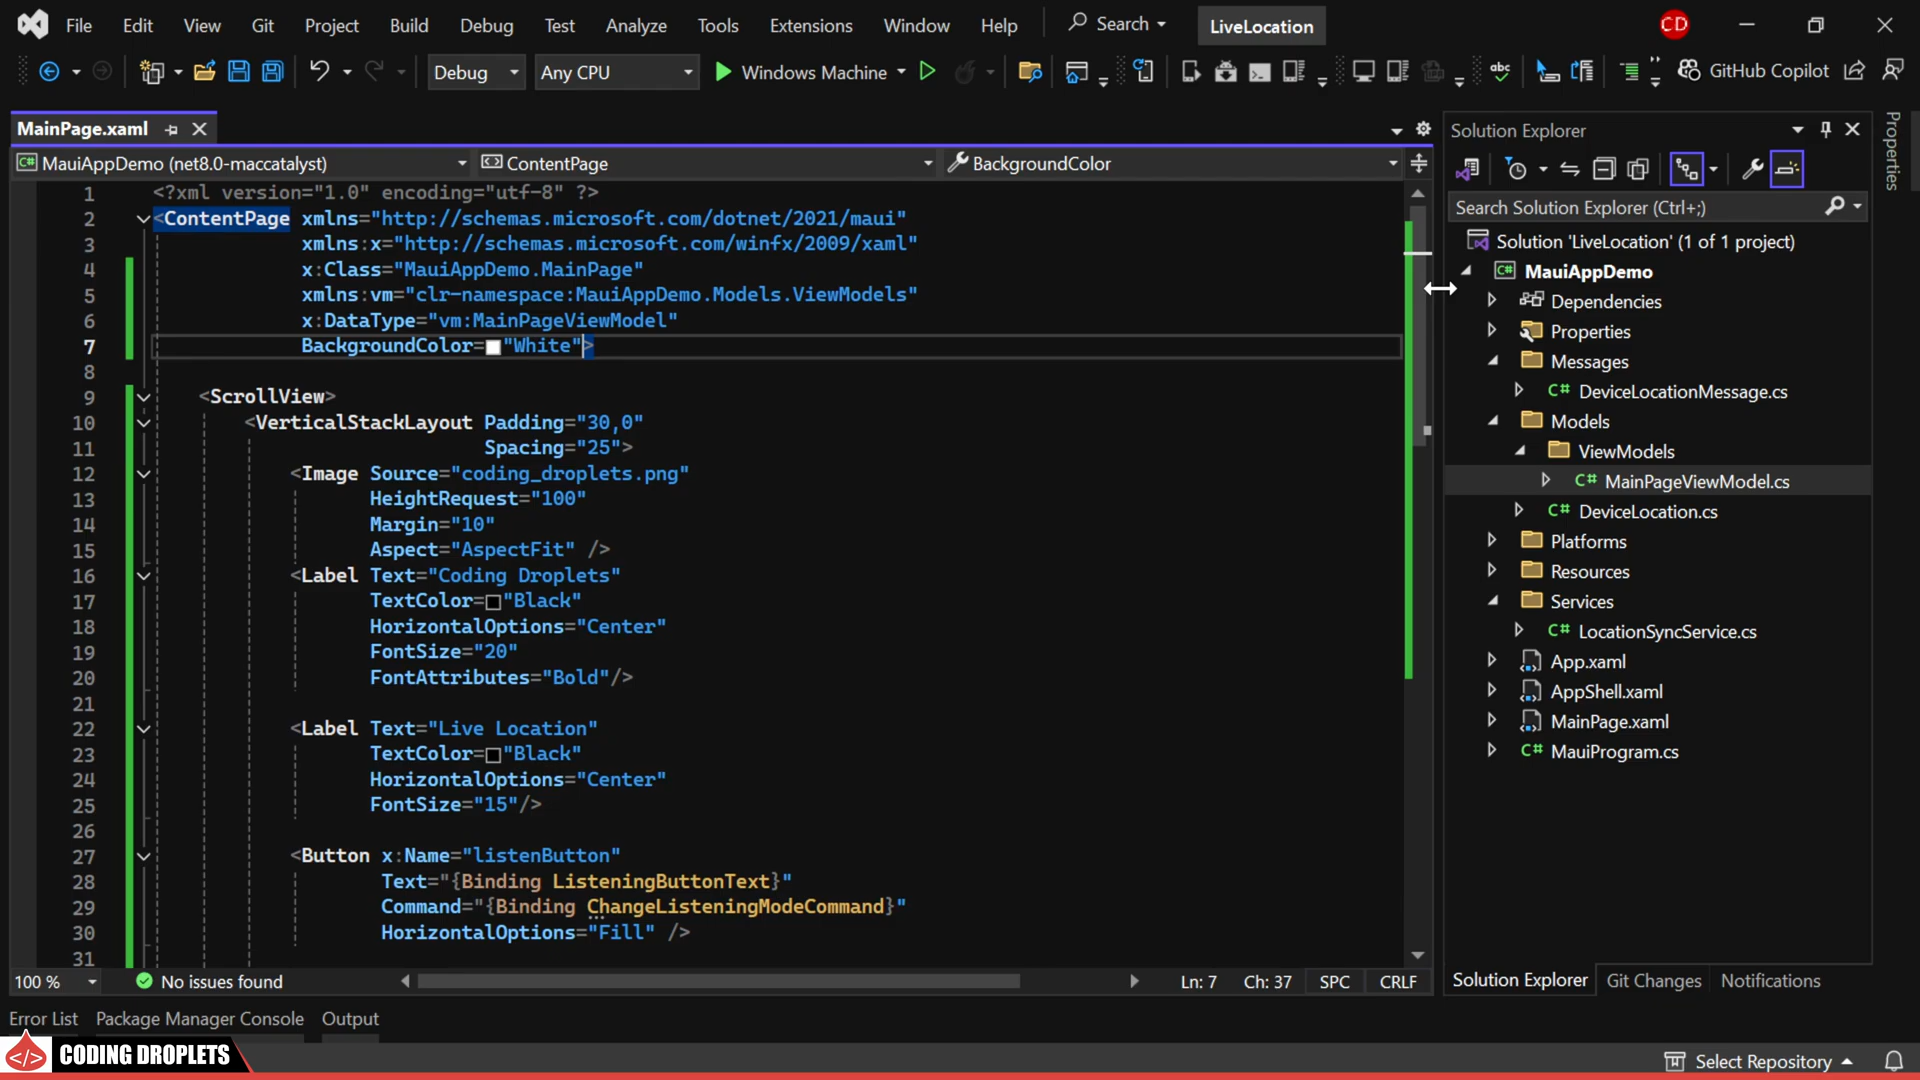 File Edit View Git Project Build Debug Test Analyze Tools Extensions Window Help Search LiveLocation CD
Debug Any CPU Windows Machine abc GitHub Copilot
MainPage.xaml
C# MauiAppDemo (net8.0-maccatalyst) ContentPage BackgroundColor
1 <?xml version="1.0" encoding="utf-8" ?>
2 <ContentPage xmlns="http://schemas.microsoft.com/dotnet/2021/maui"
3 xmlns:x="http://schemas.microsoft.com/winfx/2009/xaml"
4 x:Class="MauiAppDemo.MainPage"
5 xmlns:vm="clr-namespace:MauiAppDemo.Models.ViewModels"
6 x:DataType="vm:MainPageViewModel"
7 BackgroundColor="White">
8
9 <ScrollView>
10 <VerticalStackLayout Padding="30,0"
11 Spacing="25">
12 <Image Source="coding_droplets.png"
13 HeightRequest="100"
14 Margin="10"
15 Aspect="AspectFit" />
16 <Label Text="Coding Droplets"
17 TextColor="Black"
18 HorizontalOptions="Center"
19 FontSize="20"
20 FontAttributes="Bold"/>
21
22 <Label Text="Live Location"
23 TextColor="Black"
24 HorizontalOptions="Center"
25 FontSize="15"/>
26
27 <Button x:Name="listenButton"
28 Text="{Binding ListeningButtonText}"
29 Command="{Binding ChangeListeningModeCommand}"
30 HorizontalOptions="Fill" />
31
100 % No issues found Ln: 7 Ch: 37 SPC CRLF
Solution Explorer
Search Solution Explorer (Ctrl+;)
Solution 'LiveLocation' (1 of 1 project)
C# MauiAppDemo
Dependencies
Properties
Messages
C# DeviceLocationMessage.cs
Models
ViewModels
C# MainPageViewModel.cs
C# DeviceLocation.cs
Platforms
Resources
Services
C# LocationSyncService.cs
App.xaml
AppShell.xaml
MainPage.xaml
C# MauiProgram.cs
Solution Explorer Git Changes Notifications
Properties
Error List Package Manager Console Output
</> CODING DROPLETS
Select Repository